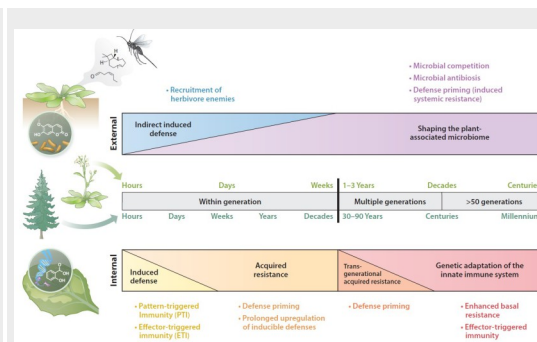 • Microbial competition
• Microbial antibiosis
• Defense priming (induced
systemic resistance)
• Recruitment of
herbivore enemies
External
Indirect induced
defense
Shaping the plant-
associated microbiome
Hours Days Weeks 1–3 Years Decades Centuries
Within generation Multiple generations >50 generations
Hours Days Weeks Years Decades 30–90 Years Centuries Millennium
Internal
Induced
defense
Acquired
resistance
Trans-
generational
acquired resistance
Genetic adaptation of the
innate immune system
• Pattern-triggered
Immunity (PTI)
• Effector-triggered
immunity (ETI)
• Defense priming
• Prolonged upregulation
of inducible defenses
• Defense priming
• Enhanced basal
resistance
• Effector-triggered
immunity